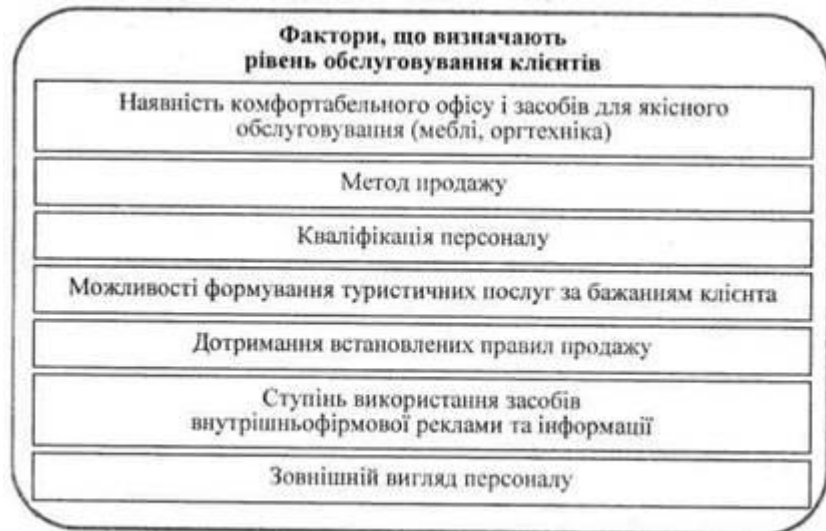 Фактори, що визначають
рівень обслуговування клієнтів
Наявність комфортабельного офісу і засобів для якісного
обслуговування (меблі, оргтехніка)
Метод продажу
Кваліфікація персоналу
Можливості формування туристичних послуг за бажанням клієнта
Дотримання встановлених правил продажу
Ступінь використання засобів
внутрішньофірмової реклами та інформації
Зовнішній вигляд персоналу